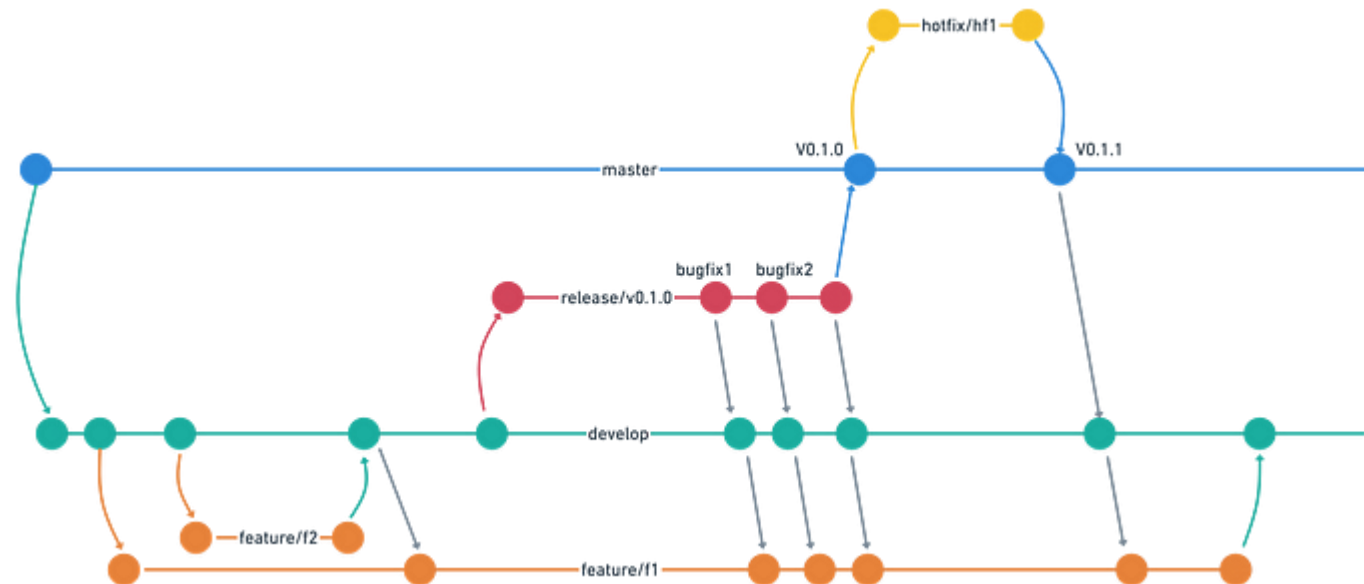 hotfix/hf1
V0.1.0
V0.1.1
master
bugfix1
bugfix2
release/v0.1.0
develop
feature/f2
feature/f1